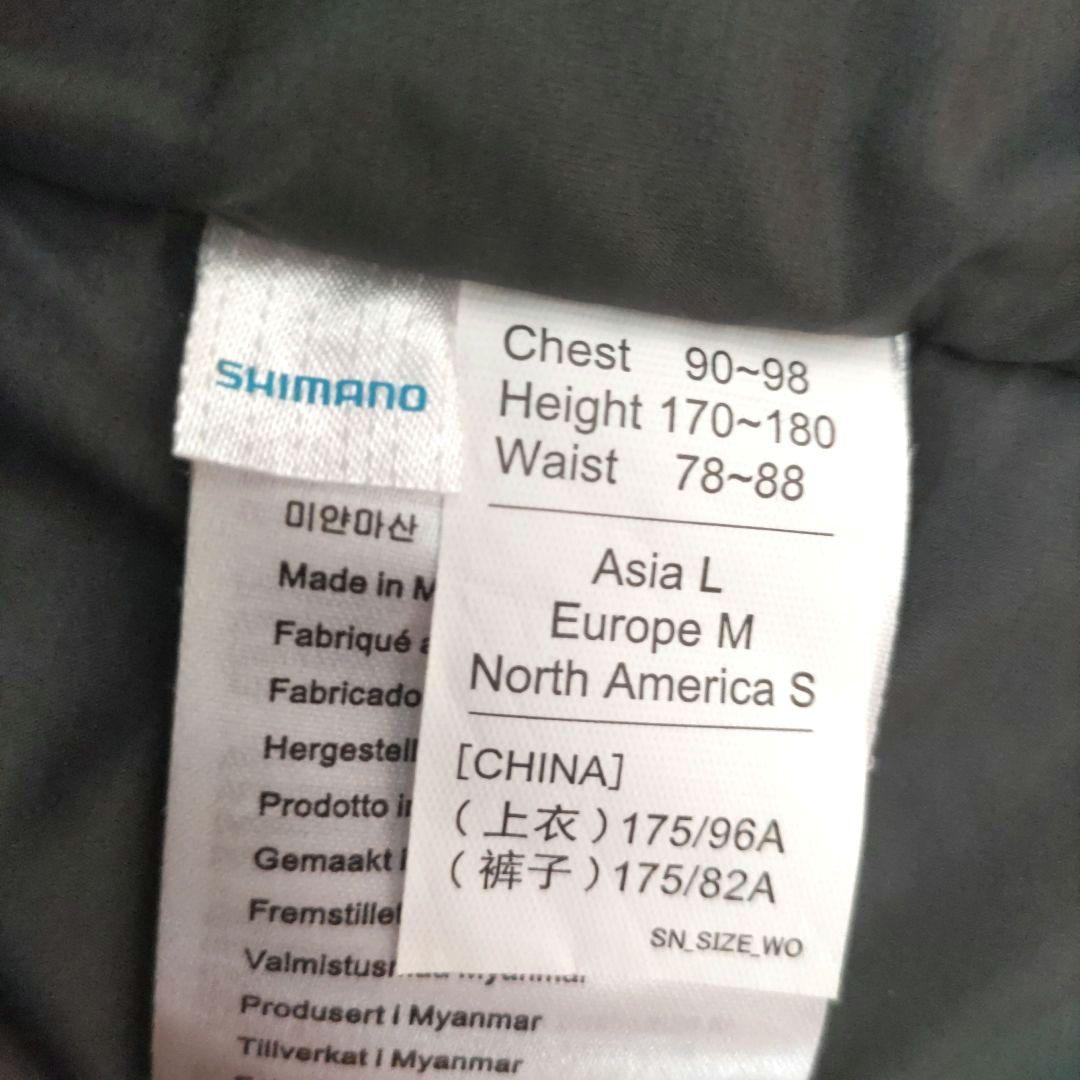 SHIMANO
Chest 90~98
Height 170~180
Waist 78~88
Asia L
Europe M
North America S
[CHINA]
(上衣)175/96A
(裤子)175/82A
SN_SIZE_WO
미얀마산
Made in M
Fabriqué
Fabricado
Hergestell
Prodotto i
Gemaakt i
Fremstillet
Valmistus
Produsert i Myanmar
Tillverkat i Myanmar